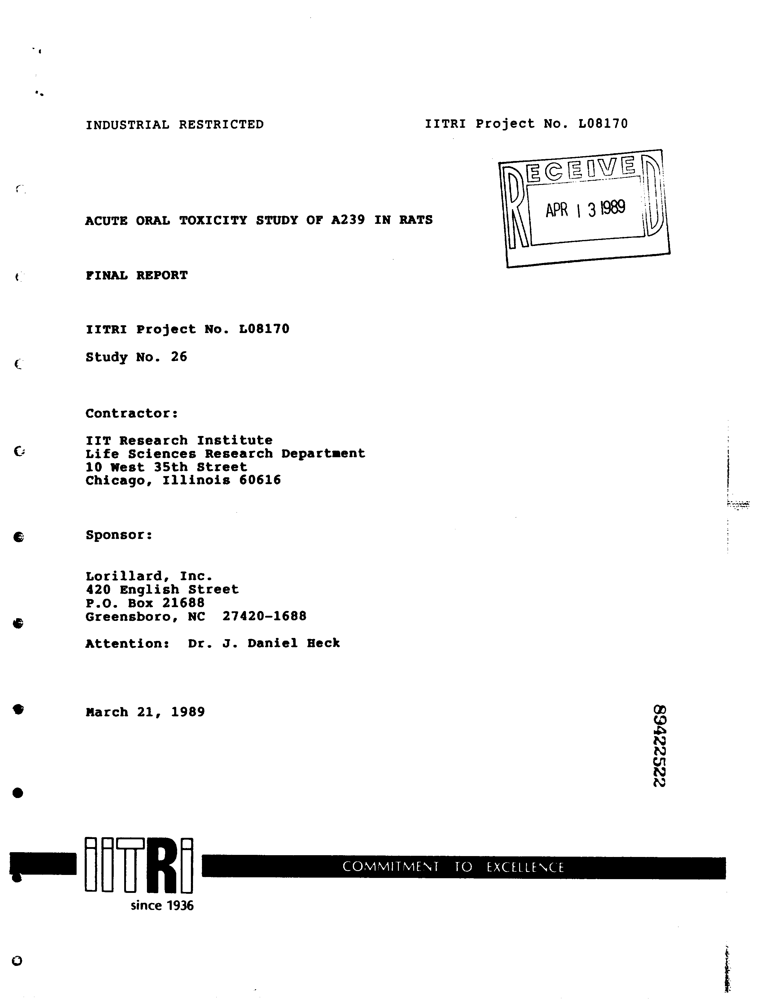 INDUSTRIAL RESTRICTED
IITRI Project No. L08170
RECEIVED
APR 13 1989
ACUTE ORAL TOXICITY STUDY OF A239 IN RATS
FINAL REPORT
IITRI Project No. L08170
Study No. 26
Contractor:
IIT Research Institute
Life Sciences Research Department
10 West 35th Street
Chicago, Illinois 60616
Sponsor:
Lorillard, Inc.
420 English Street
P.O. Box 21688
Greensboro, NC 27420-1688
Attention: Dr. J. Daniel Heck
March 21, 1989
89422522
iiTRi
COMMITMENT TO EXCELLENCE
since 1936